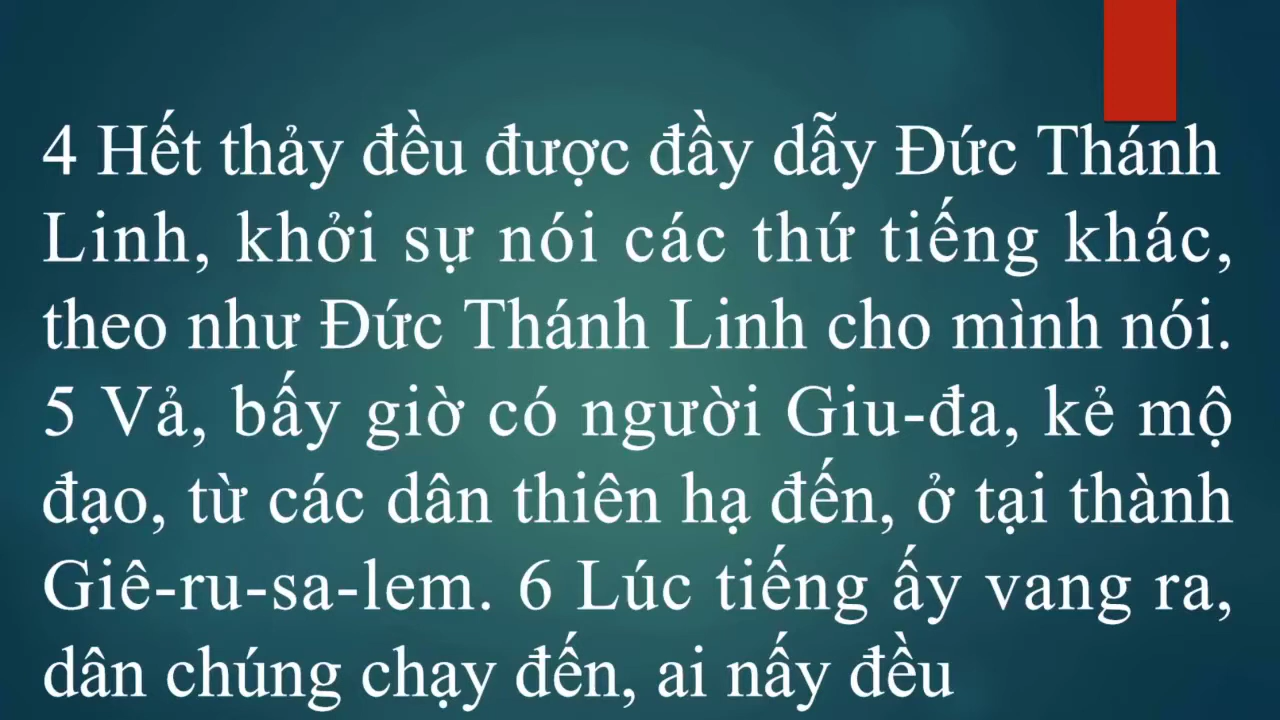 4 Hết thảy đều được đầy dẫy Đức Thánh
Linh, khởi sự nói các thứ tiếng khác,
theo như Đức Thánh Linh cho mình nói.
5 Vả, bấy giờ có người Giu-đa, kẻ mộ
đạo, từ các dân thiên hạ đến, ở tại thành
Giê-ru-sa-lem. 6 Lúc tiếng ấy vang ra,
dân chúng chạy đến, ai nấy đều